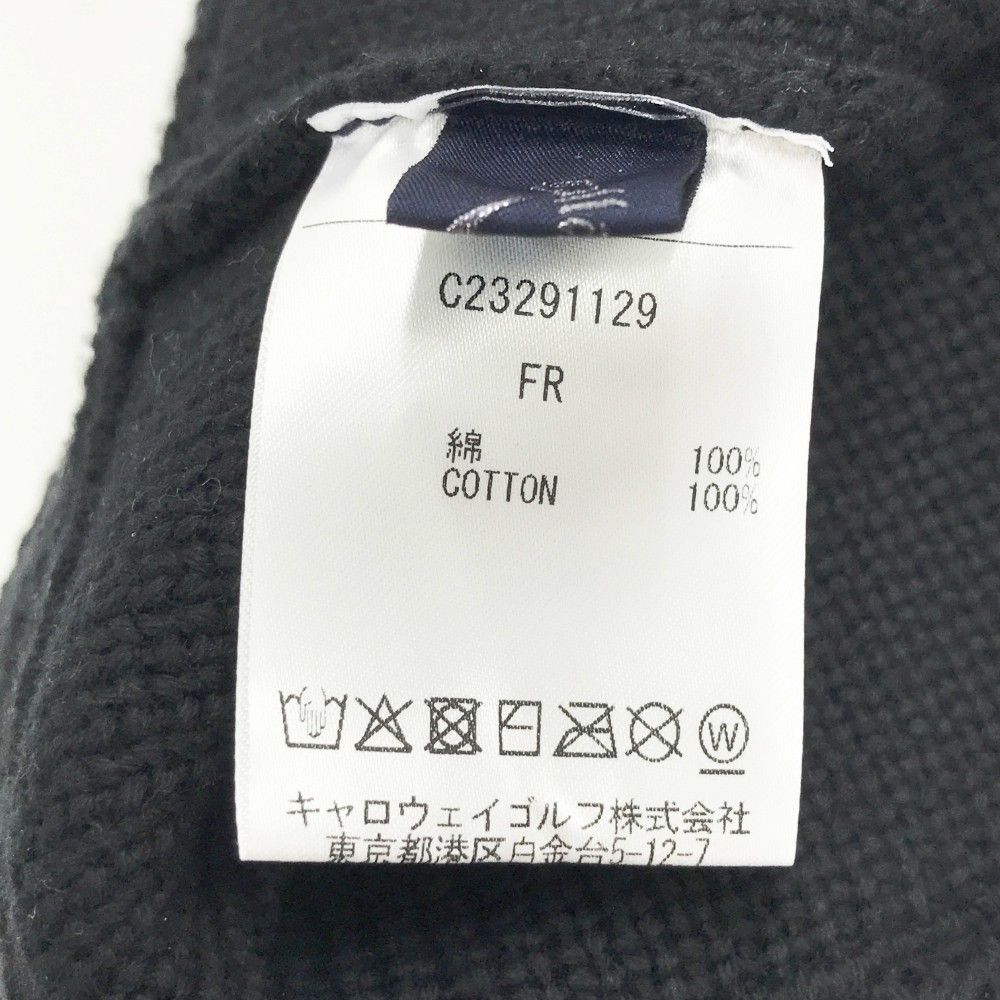 C23291129
FR
綿 100%
COTTON 100%
W
キャロウェイゴルフ株式会社
東京都港区白金台5-12-7